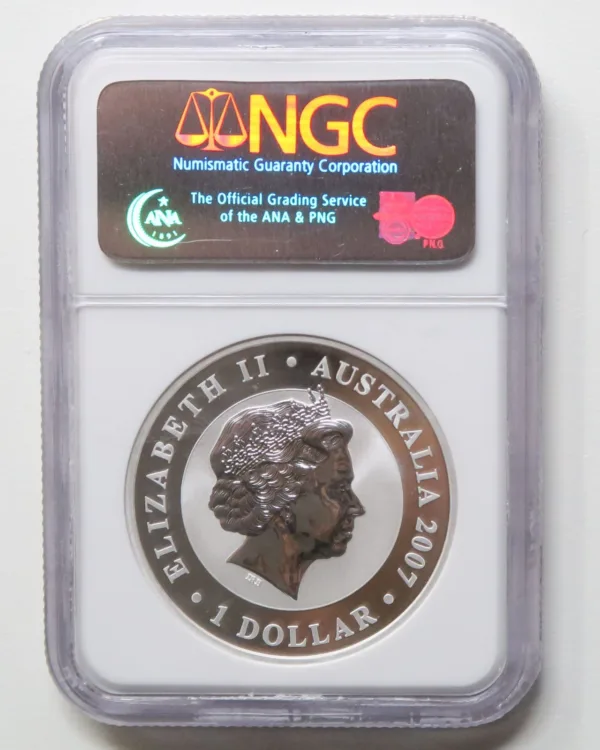 NGC
Numismatic Guaranty Corporation
The Official Grading Service
of the ANA & PNG
ANA
1891
P.N.G.
ELIZABETH II • AUSTRALIA 2007 • 1 DOLLAR •